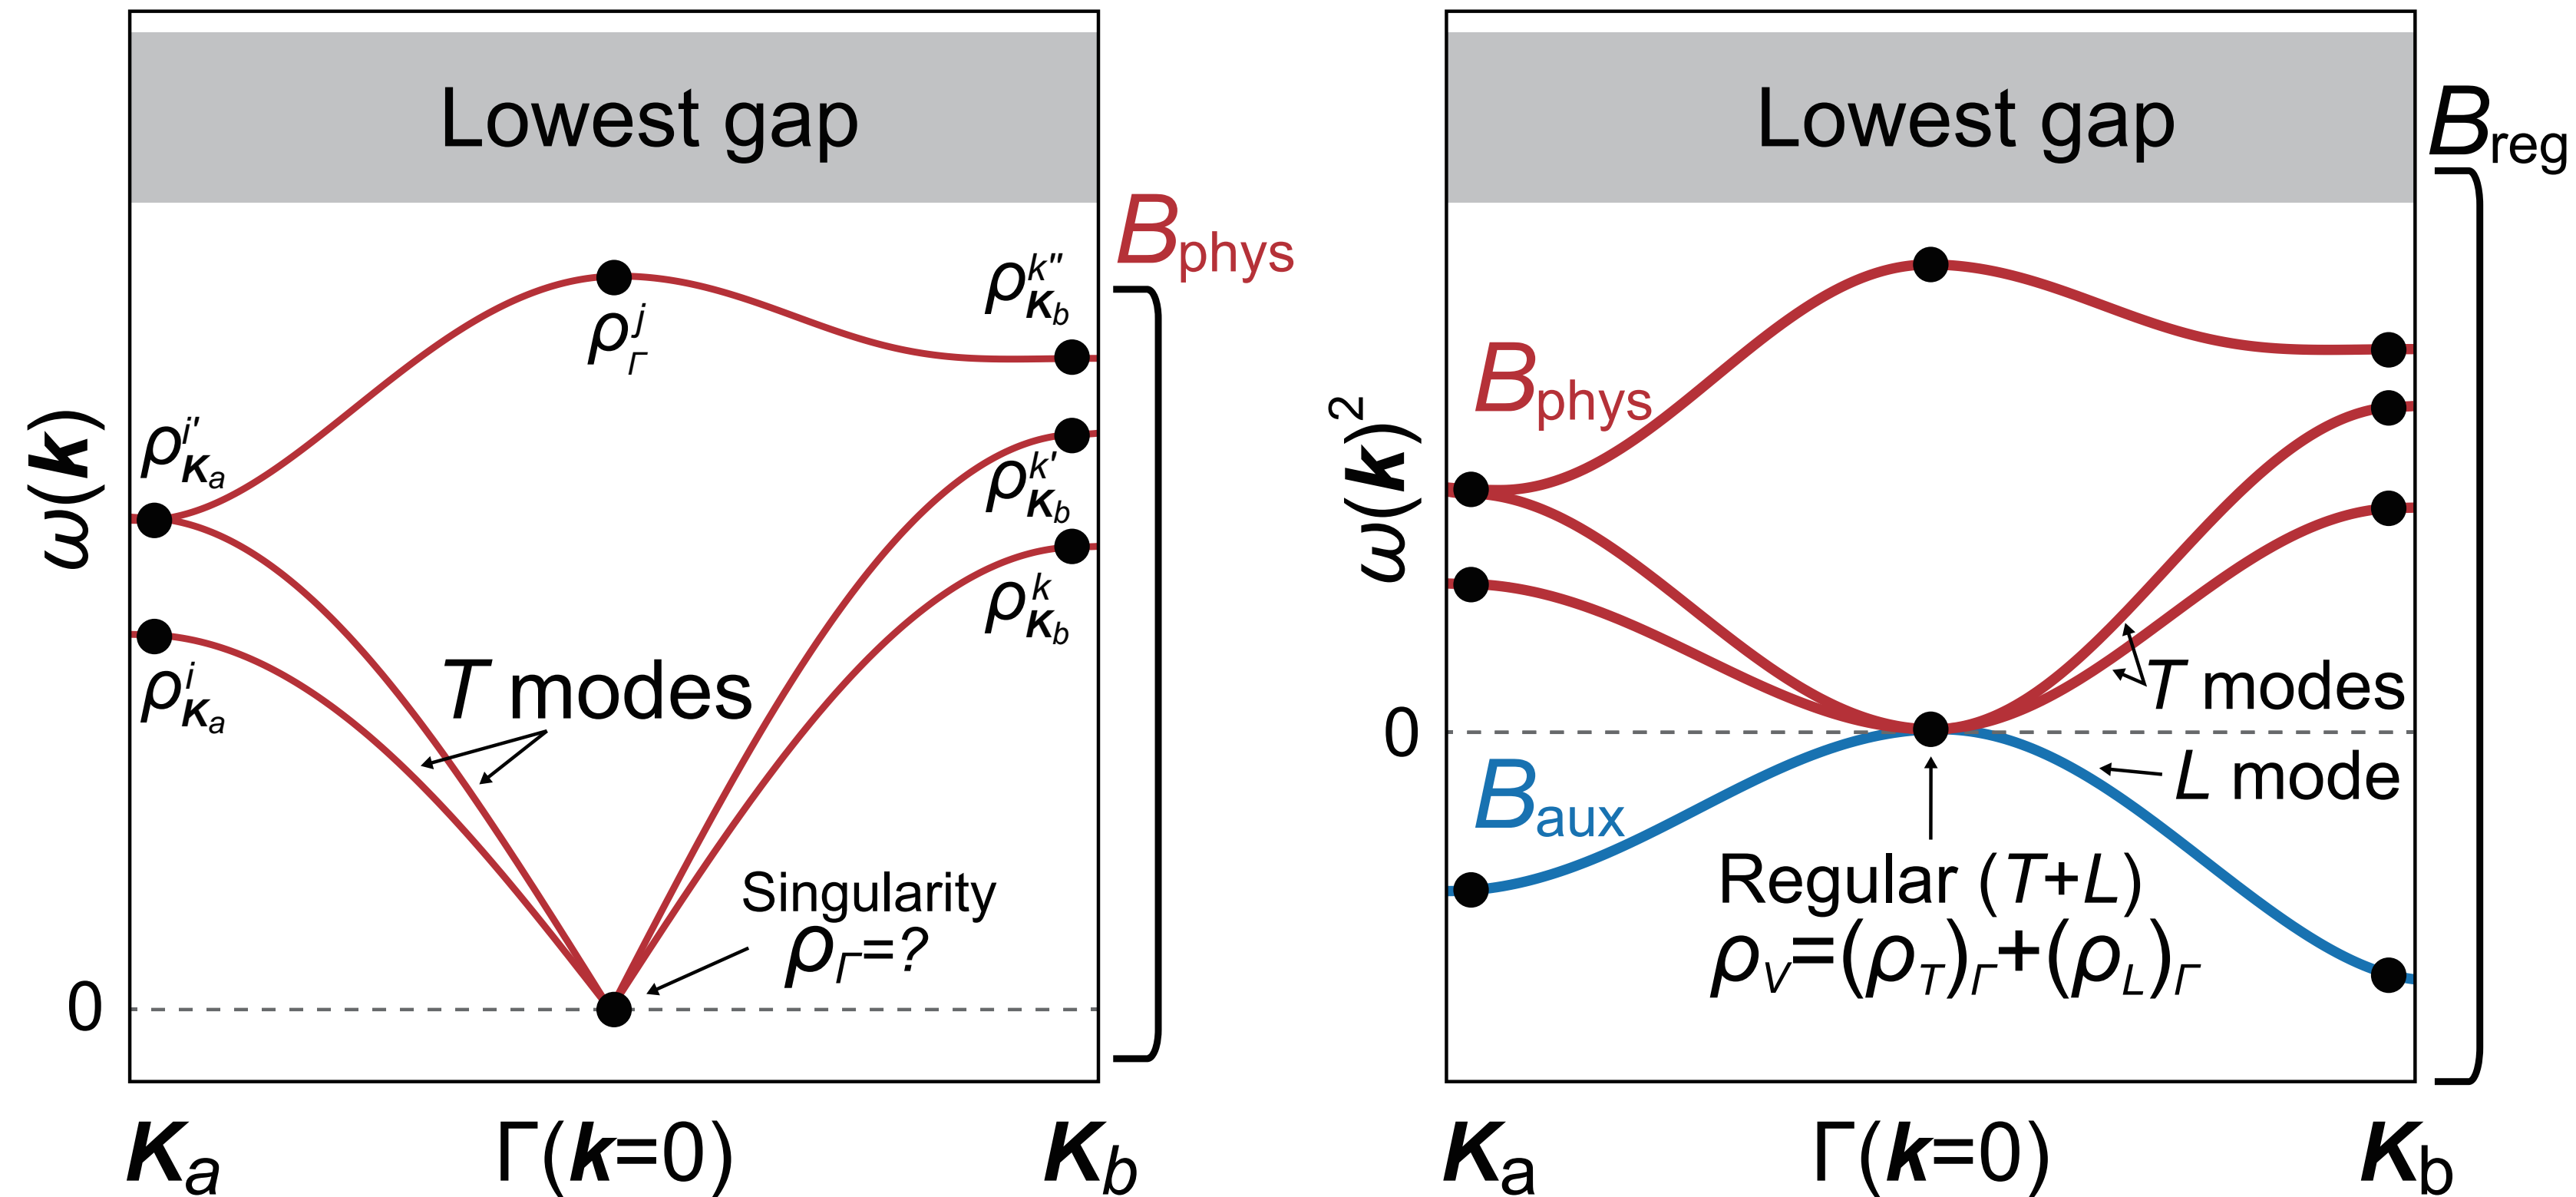 Lowest gap
B_phys
ω(k)
ρ^{i'}_{K_a}
ρ^i_{K_a}
ρ^j_Γ
ρ^{k''}_{K_b}
ρ^{k'}_{K_b}
ρ^k_{K_b}
T modes
Singularity
ρ_Γ=?
0
K_a
Γ(k=0)
K_b
Lowest gap
B_reg
ω(k)²
B_phys
T modes
0
L mode
B_aux
Regular (T+L)
ρ_V=(ρ_T)_Γ+(ρ_L)_Γ
K_a
Γ(k=0)
K_b